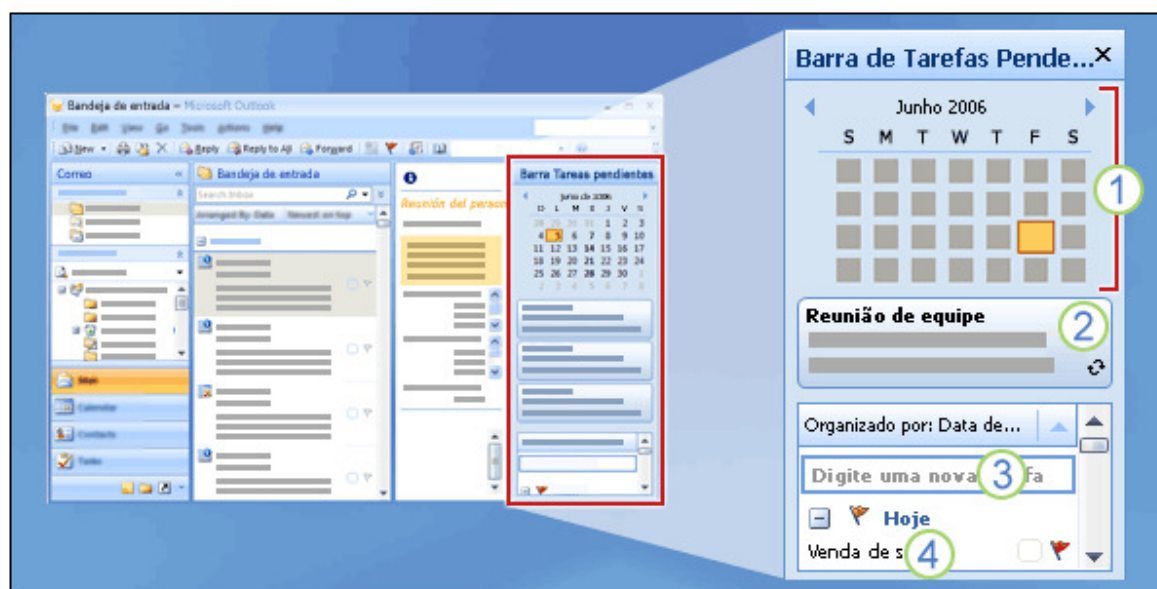 Bandeja de entrada – Microsoft Outlook
File Edit View Go Tools Actions Help
New Reply Reply to All Forward
Correo
Bandeja de entrada
Search Inbox
Arranged By: Date Newest on top
Mail
Calendar
Contacts
Tasks
Reunión del person
Barra Tareas pendientes
junio de 2006
D L M X J V S
28 29 30 31 1 2 3
4 5 6 7 8 9 10
11 12 13 14 15 16 17
18 19 20 21 22 23 24
25 26 27 28 29 30 1
2 3 4 5 6 7 8
Barra de Tarefas Pende...
Junho 2006
S M T W T F S
1
Reunião de equipe
2
Organizado por: Data de...
Digite uma nova fa
3
Hoje
Venda de s
4